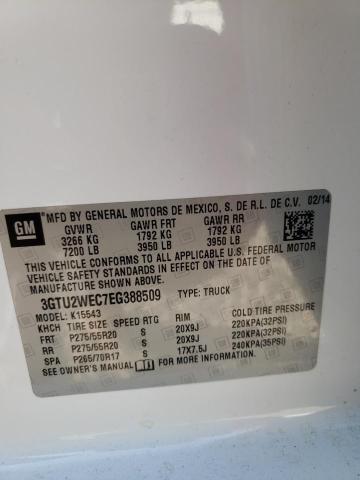 GM
MFD BY GENERAL MOTORS DE MEXICO, S. DE R.L. DE C.V. 02/14
GVWR GAWR FRT GAWR RR
3266 KG 1792 KG 1792 KG
7200 LB 3950 LB 3950 LB
THIS VEHICLE CONFORMS TO ALL APPLICABLE U.S. FEDERAL MOTOR
VEHICLE SAFETY STANDARDS IN EFFECT ON THE DATE OF
MANUFACTURE SHOWN ABOVE.
3GTU2WEC7EG388509 TYPE: TRUCK
MODEL: K15543
KHCH TIRE SIZE SPEED RTG RIM COLD TIRE PRESSURE
FRT P275/55R20 S 20X9J 220KPA(32PSI)
RR P275/55R20 S 20X9J 220KPA(32PSI)
SPA P265/70R17 S 17X7.5J 240KPA(35PSI)
SEE OWNER'S MANUAL FOR MORE INFORMATION.